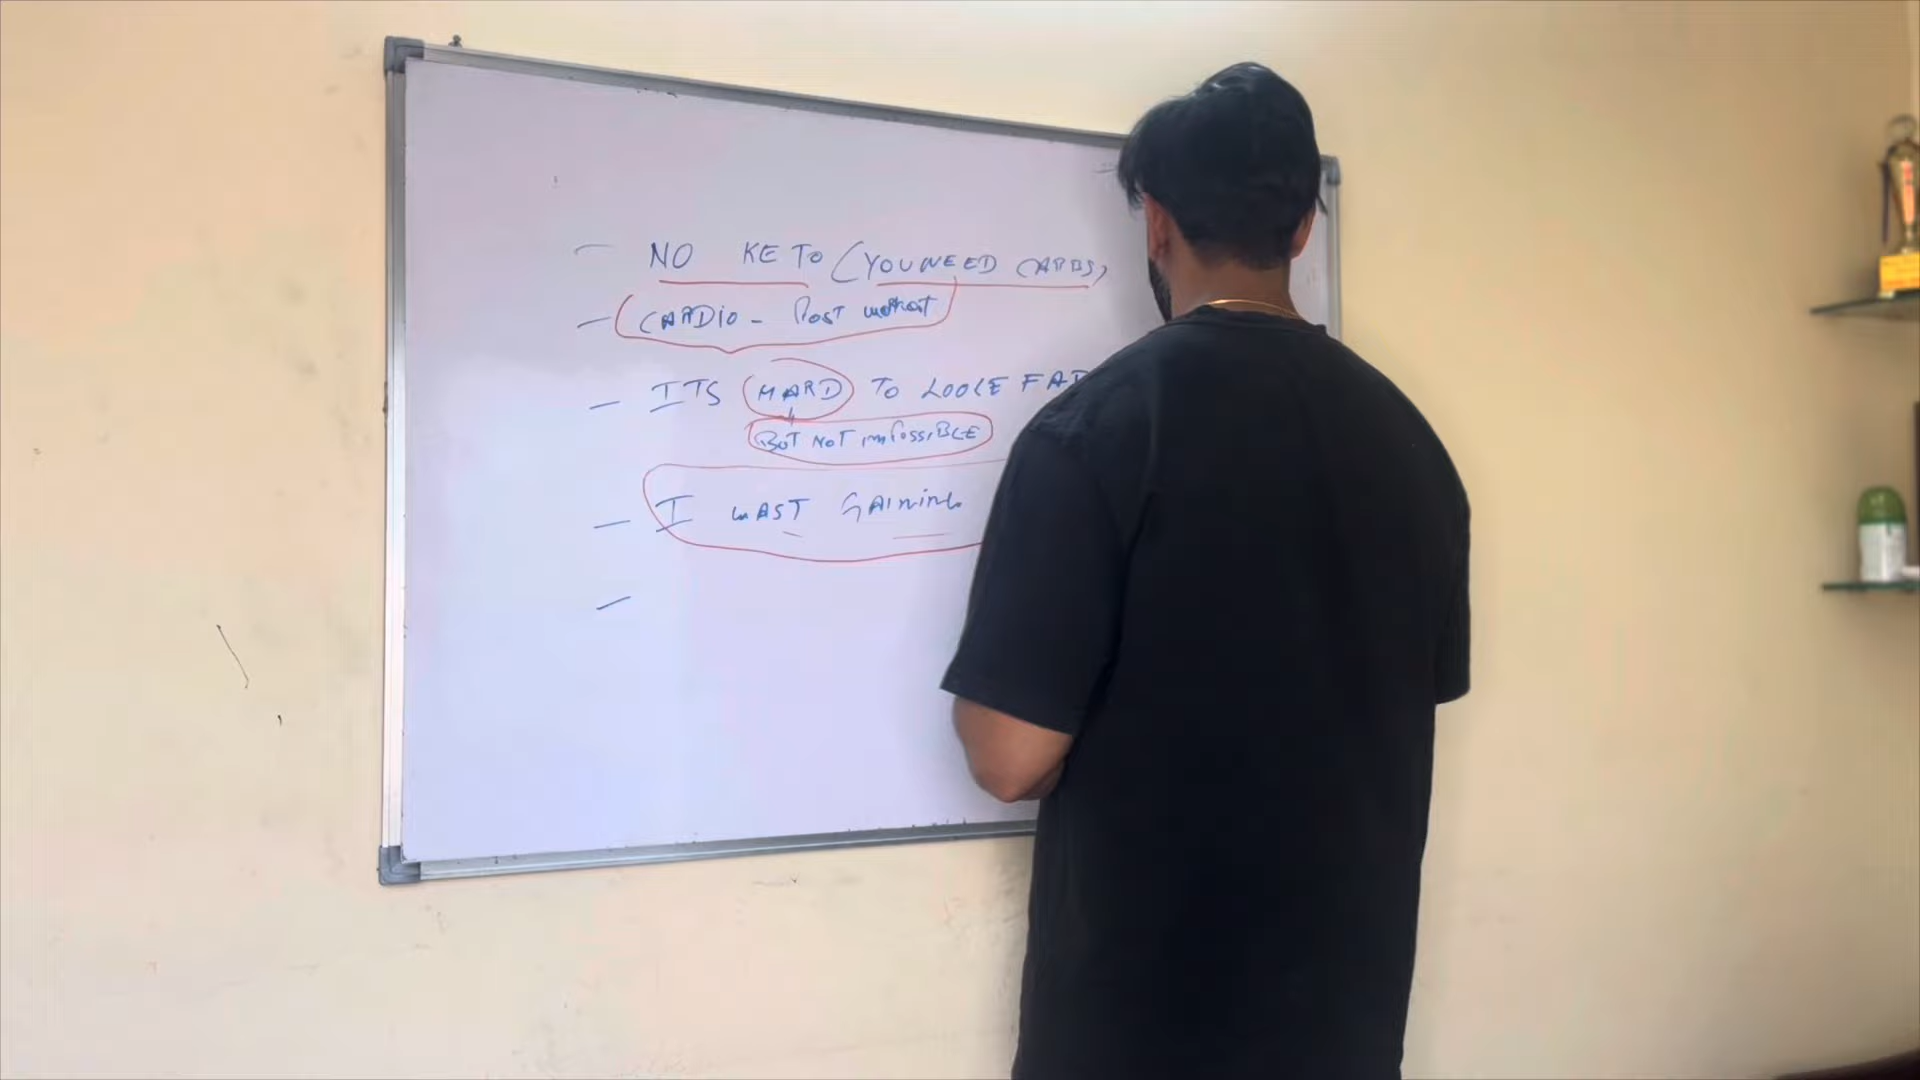 — NO KETO (YOU NEED CARBS)
— CARDIO - Post workout
— ITS HARD TO LOOSE FAT
BUT NOT IMPOSSIBLE
— I WAST GAINING
—